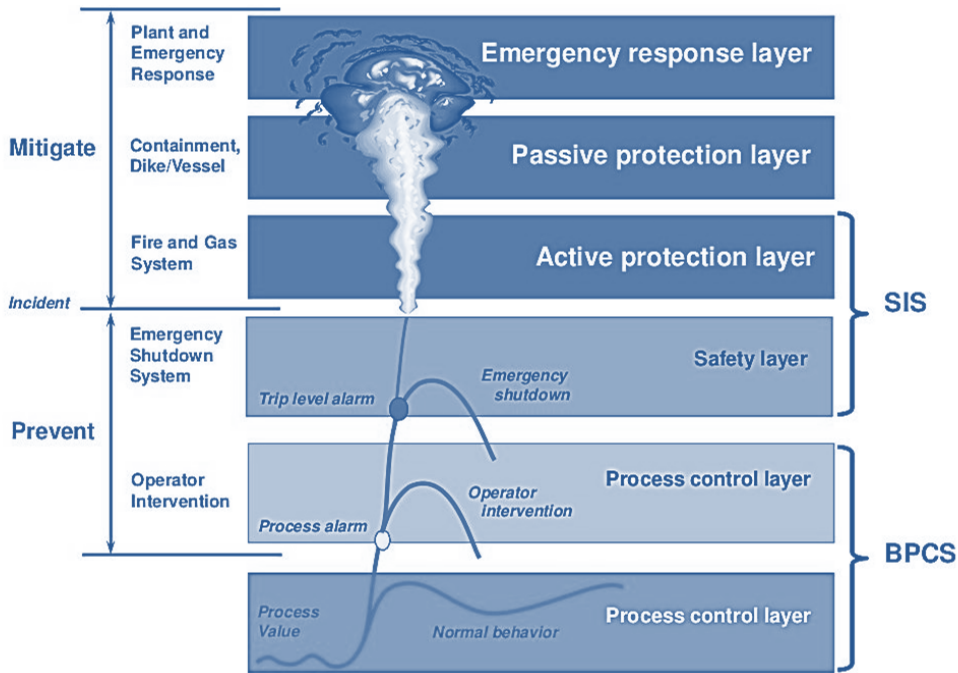 Plant and
Emergency
Response
Emergency response layer
Mitigate
Containment,
Dike/Vessel
Passive protection layer
Fire and Gas
System
Active protection layer
Incident
SIS
Emergency
Shutdown
System
Safety layer
Emergency
shutdown
Trip level alarm
Prevent
Operator
Intervention
Process control layer
Operator
intervention
Process alarm
BPCS
Process
Value
Normal behavior
Process control layer